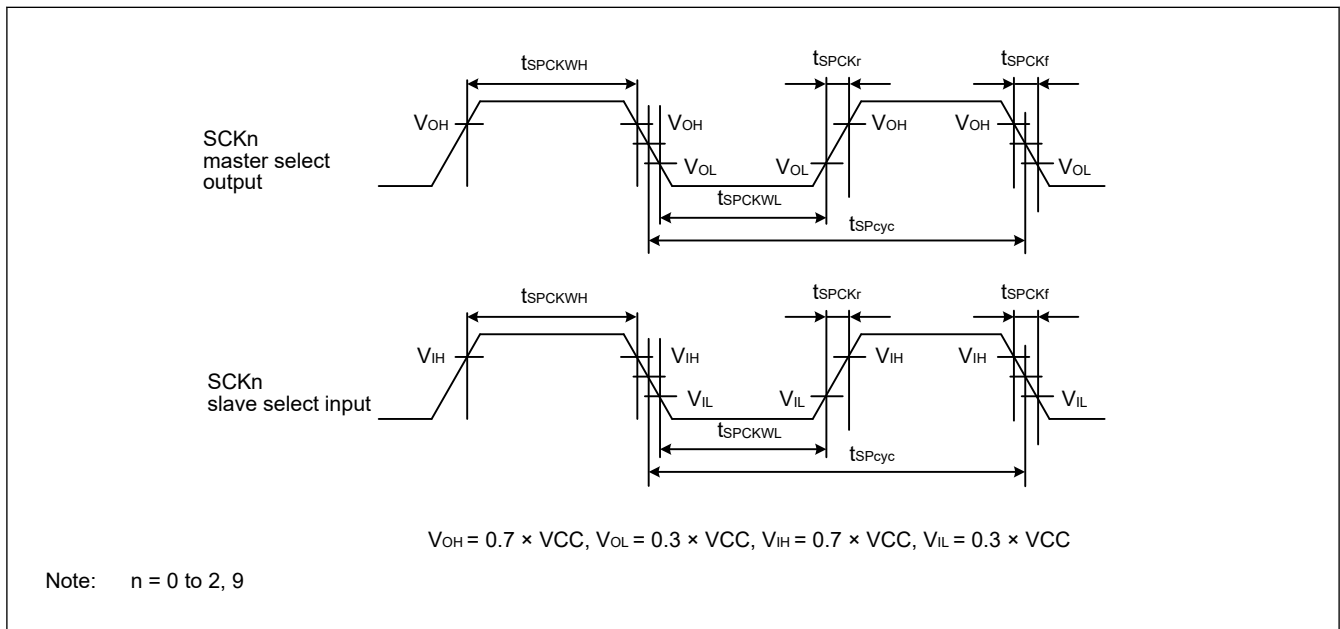 tSPCKWH
tSPCKr
tSPCKf
SCKn
master select
output
VOH
VOH
VOL
VOL
VOH
VOH
VOL
tSPCKWL
tSPcyc
tSPCKWH
tSPCKr
tSPCKf
SCKn
slave select input
VIH
VIH
VIL
VIL
VIH
VIH
VIL
tSPCKWL
tSPcyc
VOH = 0.7 × VCC, VOL = 0.3 × VCC, VIH = 0.7 × VCC, VIL = 0.3 × VCC
Note: n = 0 to 2, 9